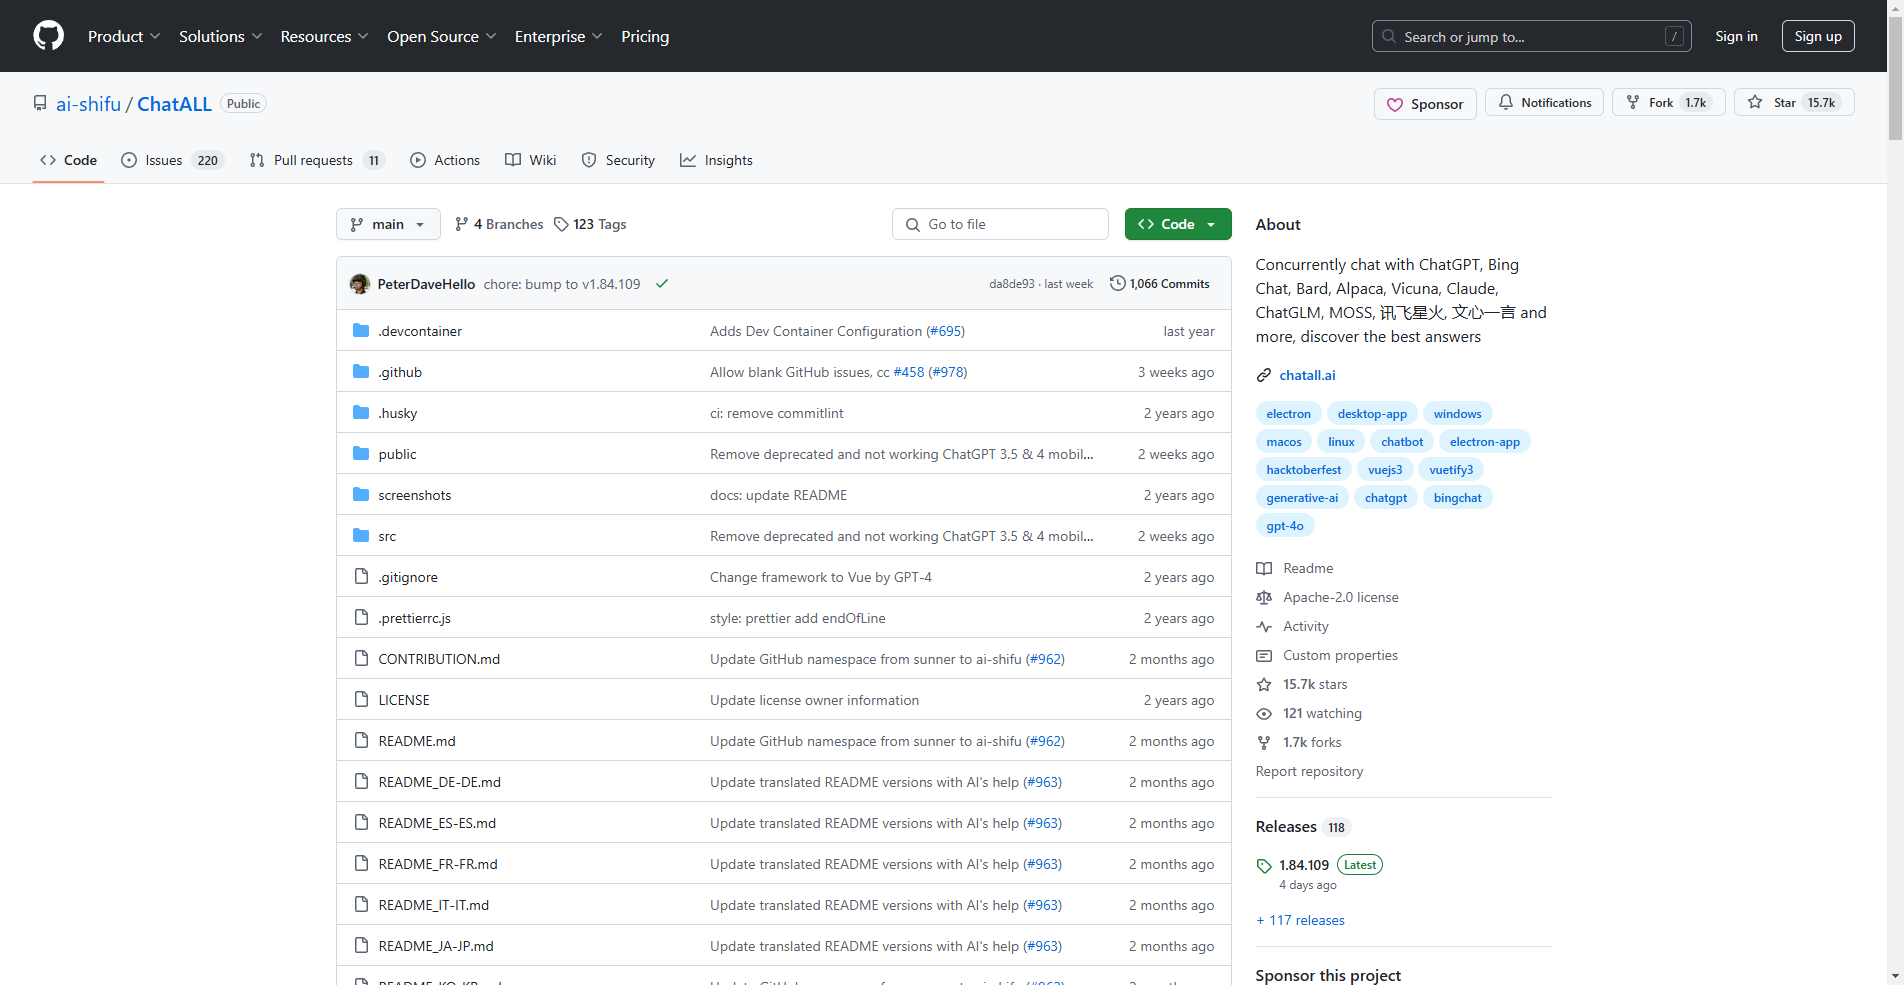 Product Solutions Resources Open Source Enterprise Pricing Search or jump to... / Sign in Sign up
ai-shifu / ChatALL Public Sponsor Notifications Fork 1.7k Star 15.7k
Code Issues 220 Pull requests 11 Actions Wiki Security Insights
main 4 Branches 123 Tags Go to file Code
PeterDaveHello chore: bump to v1.84.109 da8de93 · last week 1,066 Commits
.devcontainer Adds Dev Container Configuration (#695) last year
.github Allow blank GitHub issues, cc #458 (#978) 3 weeks ago
.husky ci: remove commitlint 2 years ago
public Remove deprecated and not working ChatGPT 3.5 & 4 mobil... 2 weeks ago
screenshots docs: update README 2 years ago
src Remove deprecated and not working ChatGPT 3.5 & 4 mobil... 2 weeks ago
.gitignore Change framework to Vue by GPT-4 2 years ago
.prettierrc.js style: prettier add endOfLine 2 years ago
CONTRIBUTION.md Update GitHub namespace from sunner to ai-shifu (#962) 2 months ago
LICENSE Update license owner information 2 years ago
README.md Update GitHub namespace from sunner to ai-shifu (#962) 2 months ago
README_DE-DE.md Update translated README versions with AI's help (#963) 2 months ago
README_ES-ES.md Update translated README versions with AI's help (#963) 2 months ago
README_FR-FR.md Update translated README versions with AI's help (#963) 2 months ago
README_IT-IT.md Update translated README versions with AI's help (#963) 2 months ago
README_JA-JP.md Update translated README versions with AI's help (#963) 2 months ago
About
Concurrently chat with ChatGPT, Bing
Chat, Bard, Alpaca, Vicuna, Claude,
ChatGLM, MOSS, 讯飞星火, 文心一言 and
more, discover the best answers
chatall.ai
electron desktop-app windows
macos linux chatbot electron-app
hacktoberfest vuejs3 vuetify3
generative-ai chatgpt bingchat
gpt-4o
Readme
Apache-2.0 license
Activity
Custom properties
15.7k stars
121 watching
1.7k forks
Report repository
Releases 118
1.84.109 Latest
4 days ago
+ 117 releases
Sponsor this project